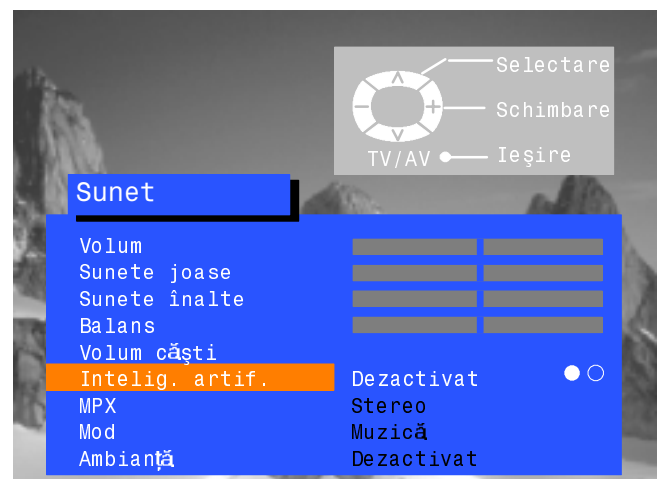 Selectare
Schimbare
TV/AV Ieşire
Sunet
Volum
Sunete joase
Sunete înalte
Balans
Volum căşti
Intelig. artif. Dezactivat
MPX Stereo
Mod Muzică
Ambianţă Dezactivat